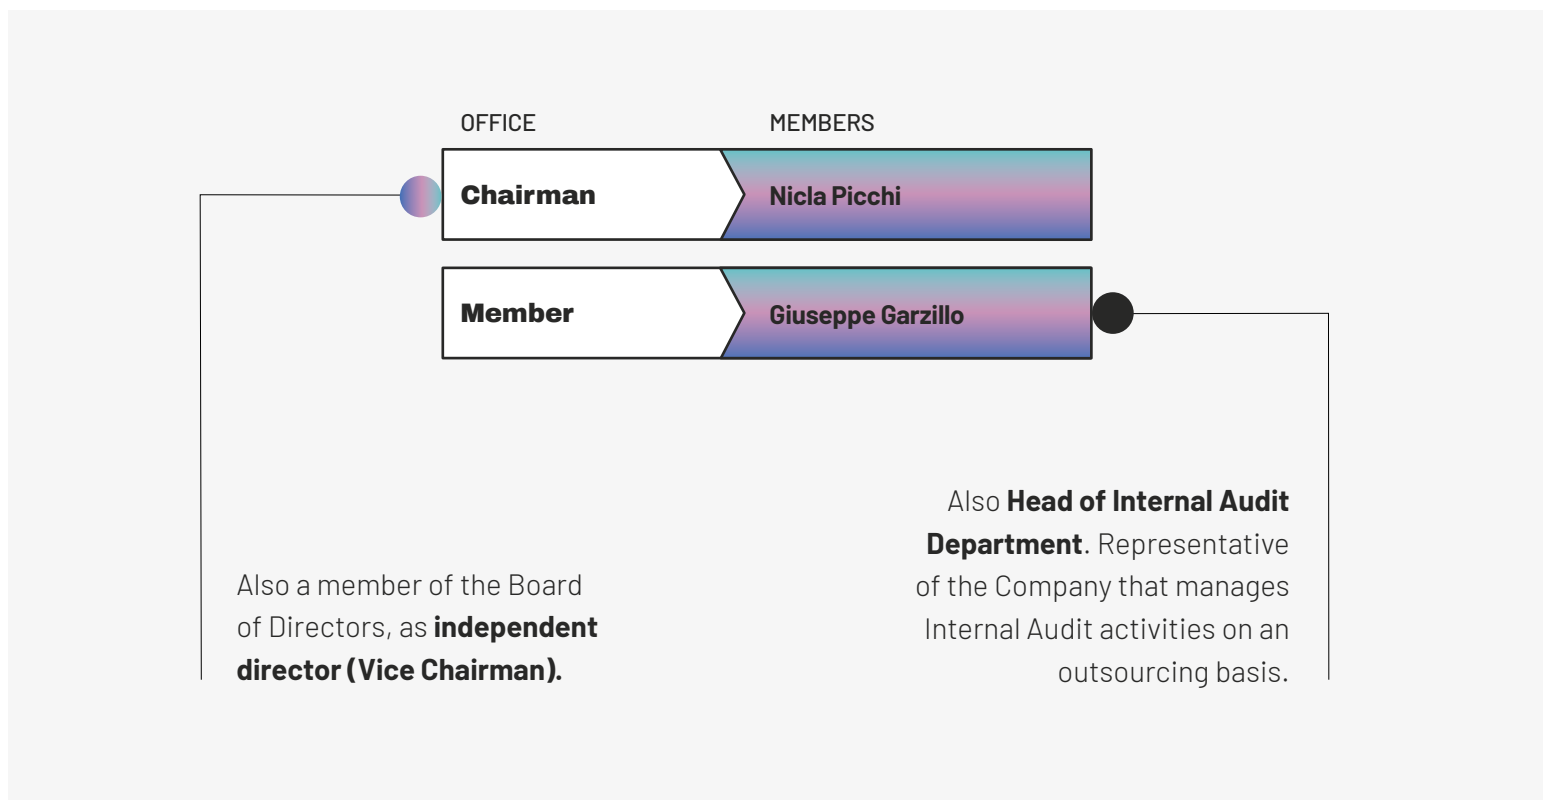 OFFICE MEMBERS
Chairman Nicla Picchi
Member Giuseppe Garzillo
Also a member of the Board
of Directors, as independent
director (Vice Chairman).
Also Head of Internal Audit
Department. Representative
of the Company that manages
Internal Audit activities on an
outsourcing basis.